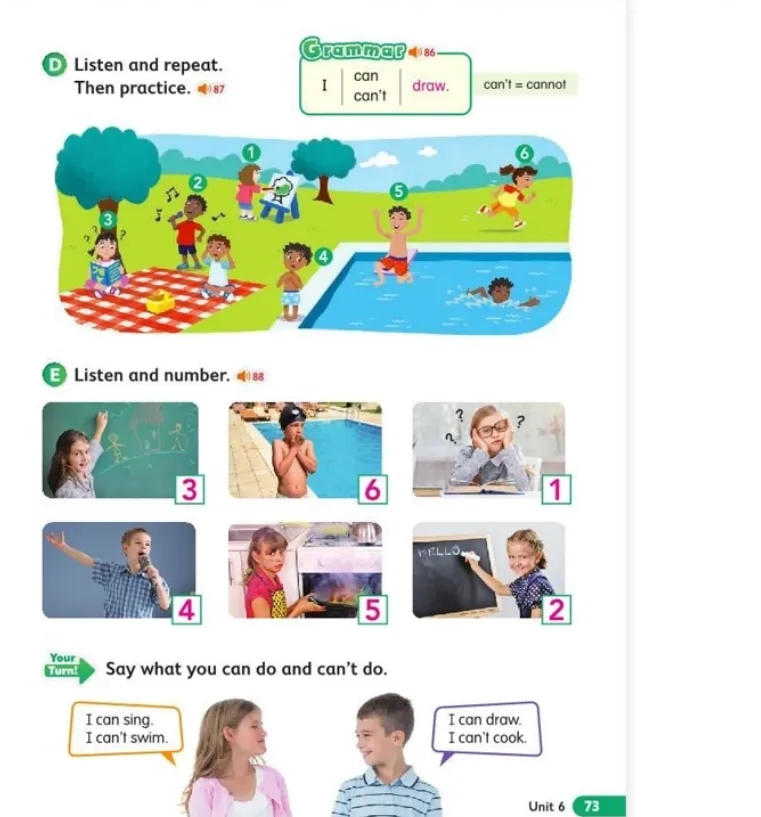 D Listen and repeat.
Then practice. 87
Grammar 86
I can can't draw.
can't = cannot
1
2
3
4
5
6
? ? ?
E Listen and number. 88
3
6
? ? ?
1
4
5
HELLO
2
Your Turn! Say what you can do and can't do.
I can sing.
I can't swim.
I can draw.
I can't cook.
Unit 6 73